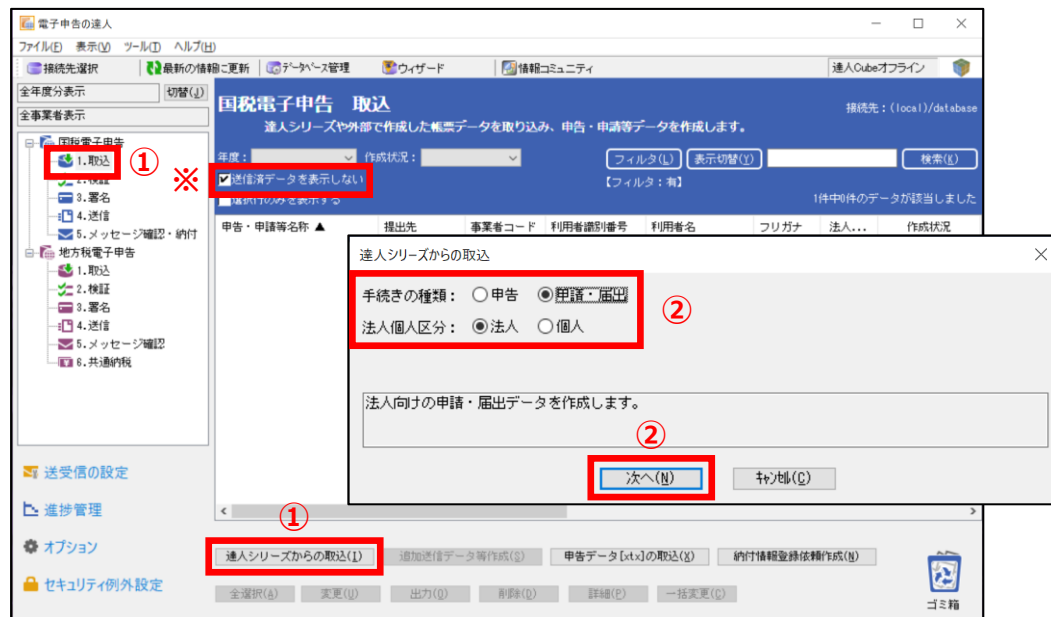 電子申告の達人
ファイル(F) 表示(V) ツール(T) ヘルプ(H)
接続先選択 最新の情報に更新 データベース管理 ウィザード 情報コミュニティ 達人Cubeオフライン
全年度分表示 切替(J)
全事業者表示
国税電子申告
1.取込
2.検証
3.署名
4.送信
5.メッセージ確認・納付
地方税電子申告
1.取込
2.検証
3.署名
4.送信
5.メッセージ確認
6.共通納税
①
※
送受信の設定
進捗管理
オプション
セキュリティ例外設定
国税電子申告 取込
接続先:(local)/database
達人シリーズや外部で作成した帳票データを取り込み、申告・申請等データを作成します。
年度: 作成状況: フィルタ(L) 表示切替(Y) 検索(K)
送信済データを表示しない 【フィルタ:有】
選択行のみを表示する 1件中0件のデータが該当しました
申告・申請等名称 ▲ 提出先 事業者コード 利用者識別番号 利用者名 フリガナ 法人... 作成状況
達人シリーズからの取込
手続きの種類: 申告 申請・届出
②
法人個人区分: 法人 個人
法人向けの申請・届出データを作成します。
②
次へ(N) キャンセル(C)
①
達人シリーズからの取込(I) 追加送信データ等作成(S) 申告データ[xtx]の取込(X) 納付情報登録依頼作成(N)
全選択(A) 変更(U) 出力(O) 削除(D) 詳細(P) 一括変更(C)
ゴミ箱